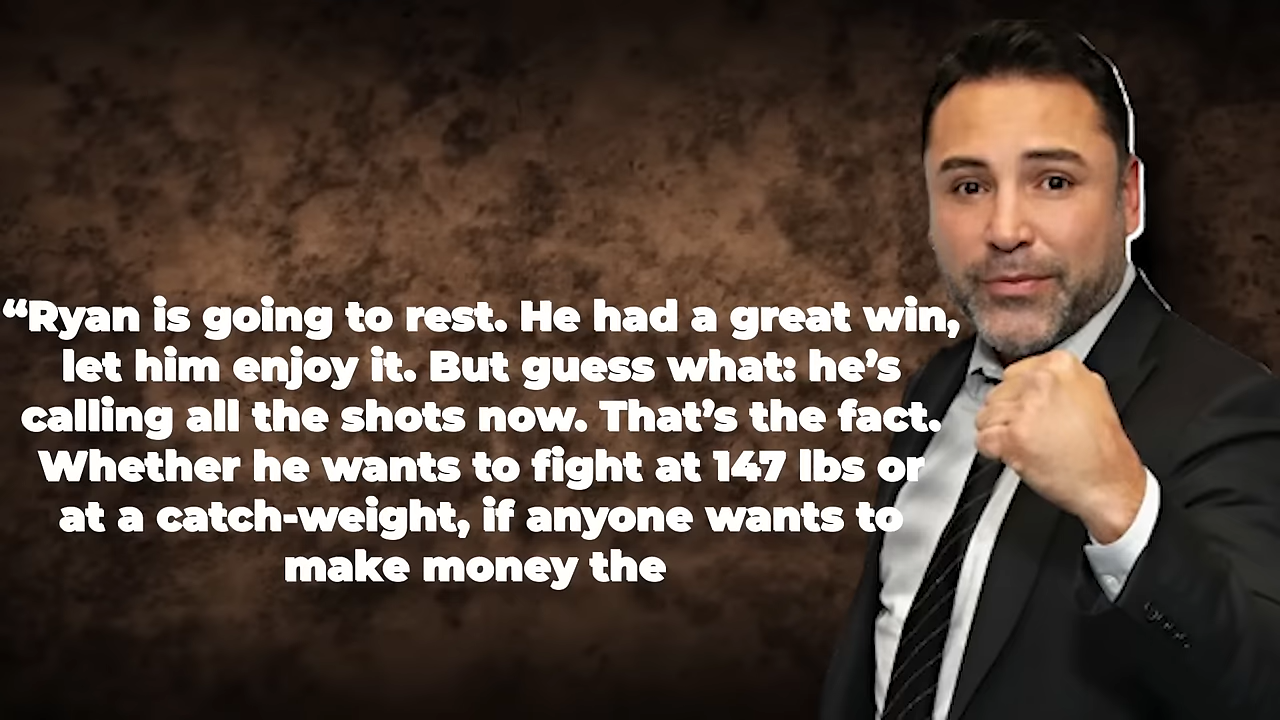 “Ryan is going to rest. He had a great win,
let him enjoy it. But guess what: he’s
calling all the shots now. That’s the fact.
Whether he wants to fight at 147 lbs or
at a catch-weight, if anyone wants to
make money the